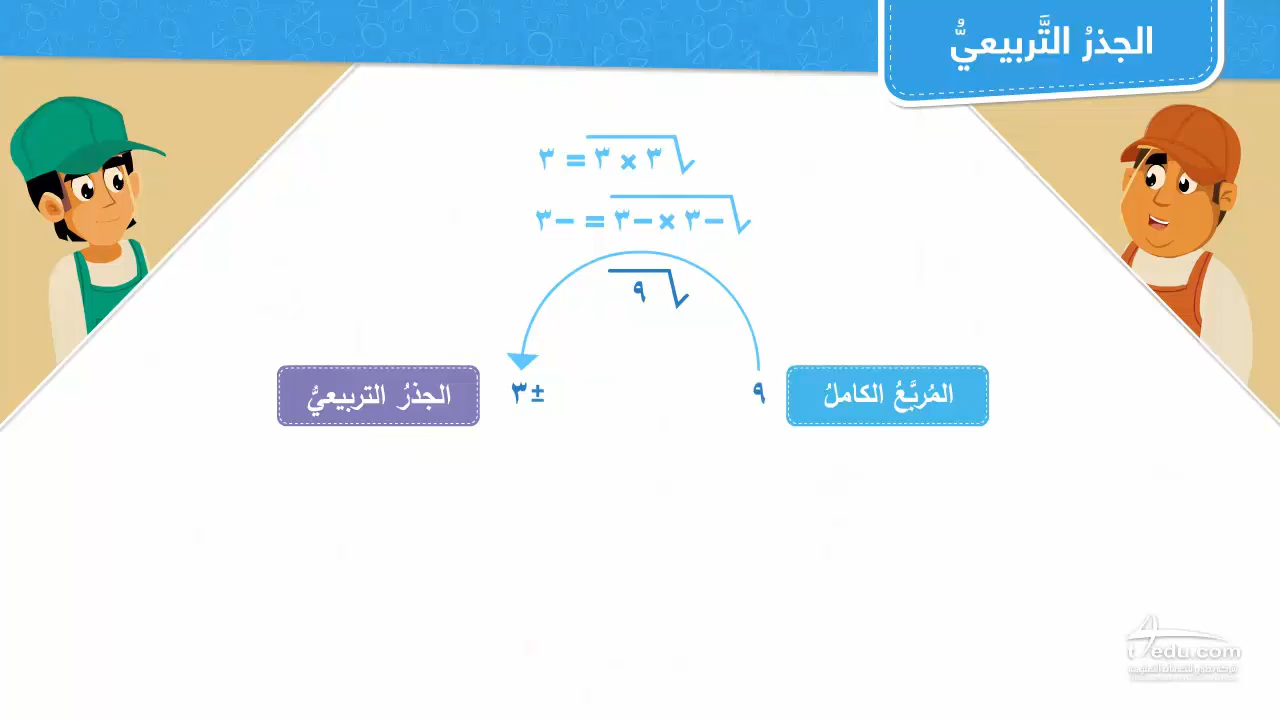 الجذرُ التَّربيعيُّ
√٣ × ٣ = ٣
√−٣ × −٣ = −٣
√٩
المُربَّعُ الكاملُ ٩ ±٣ الجذرُ التربيعيُّ
edu.com